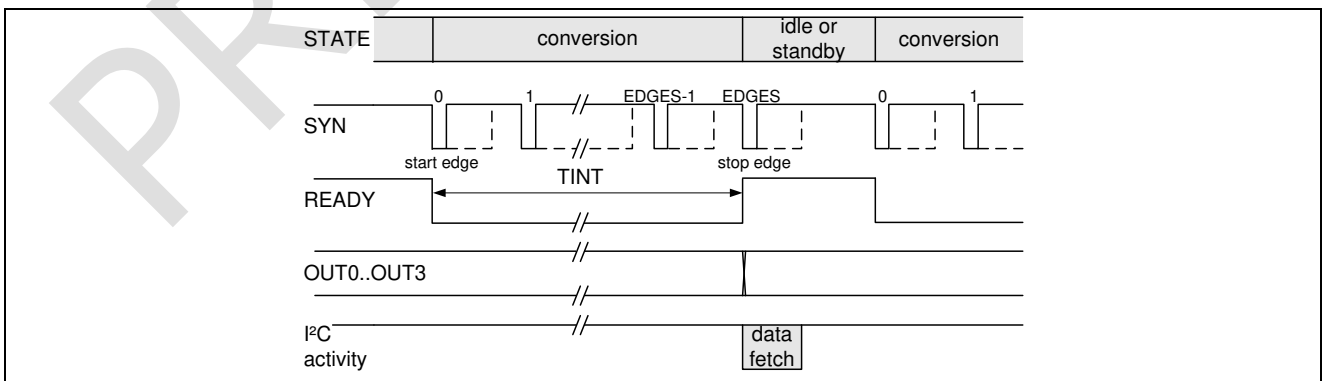 STATE
conversion
idle or
standby
conversion
0 1 EDGES-1 EDGES 0 1
SYN
start edge
stop edge
TINT
READY
OUT0..OUT3
I²C
activity
data
fetch